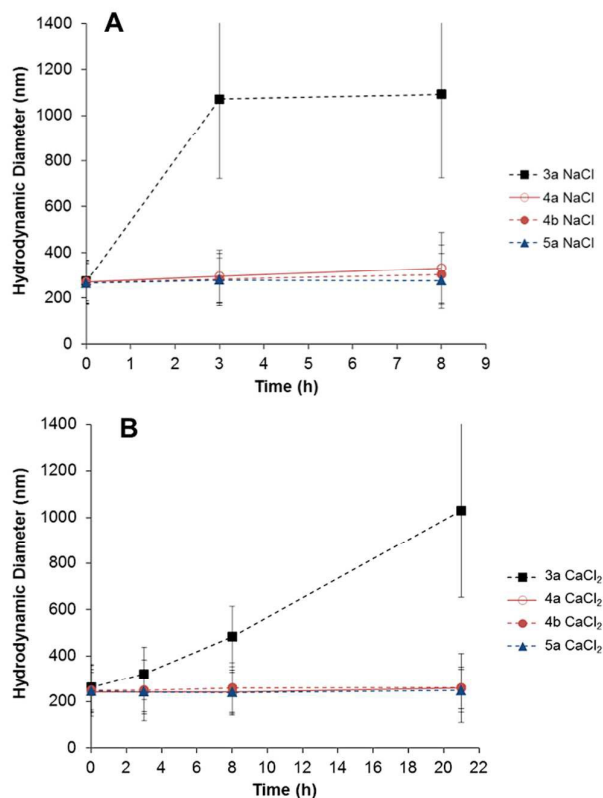 A
Hydrodynamic Diameter (nm)
1400
1200
1000
800
600
400
200
0
0 1 2 3 4 5 6 7 8 9
Time (h)
3a NaCl
4a NaCl
4b NaCl
5a NaCl
B
Hydrodynamic Diameter (nm)
1400
1200
1000
800
600
400
200
0
0 2 4 6 8 10 12 14 16 18 20 22
Time (h)
3a CaCl₂
4a CaCl₂
4b CaCl₂
5a CaCl₂